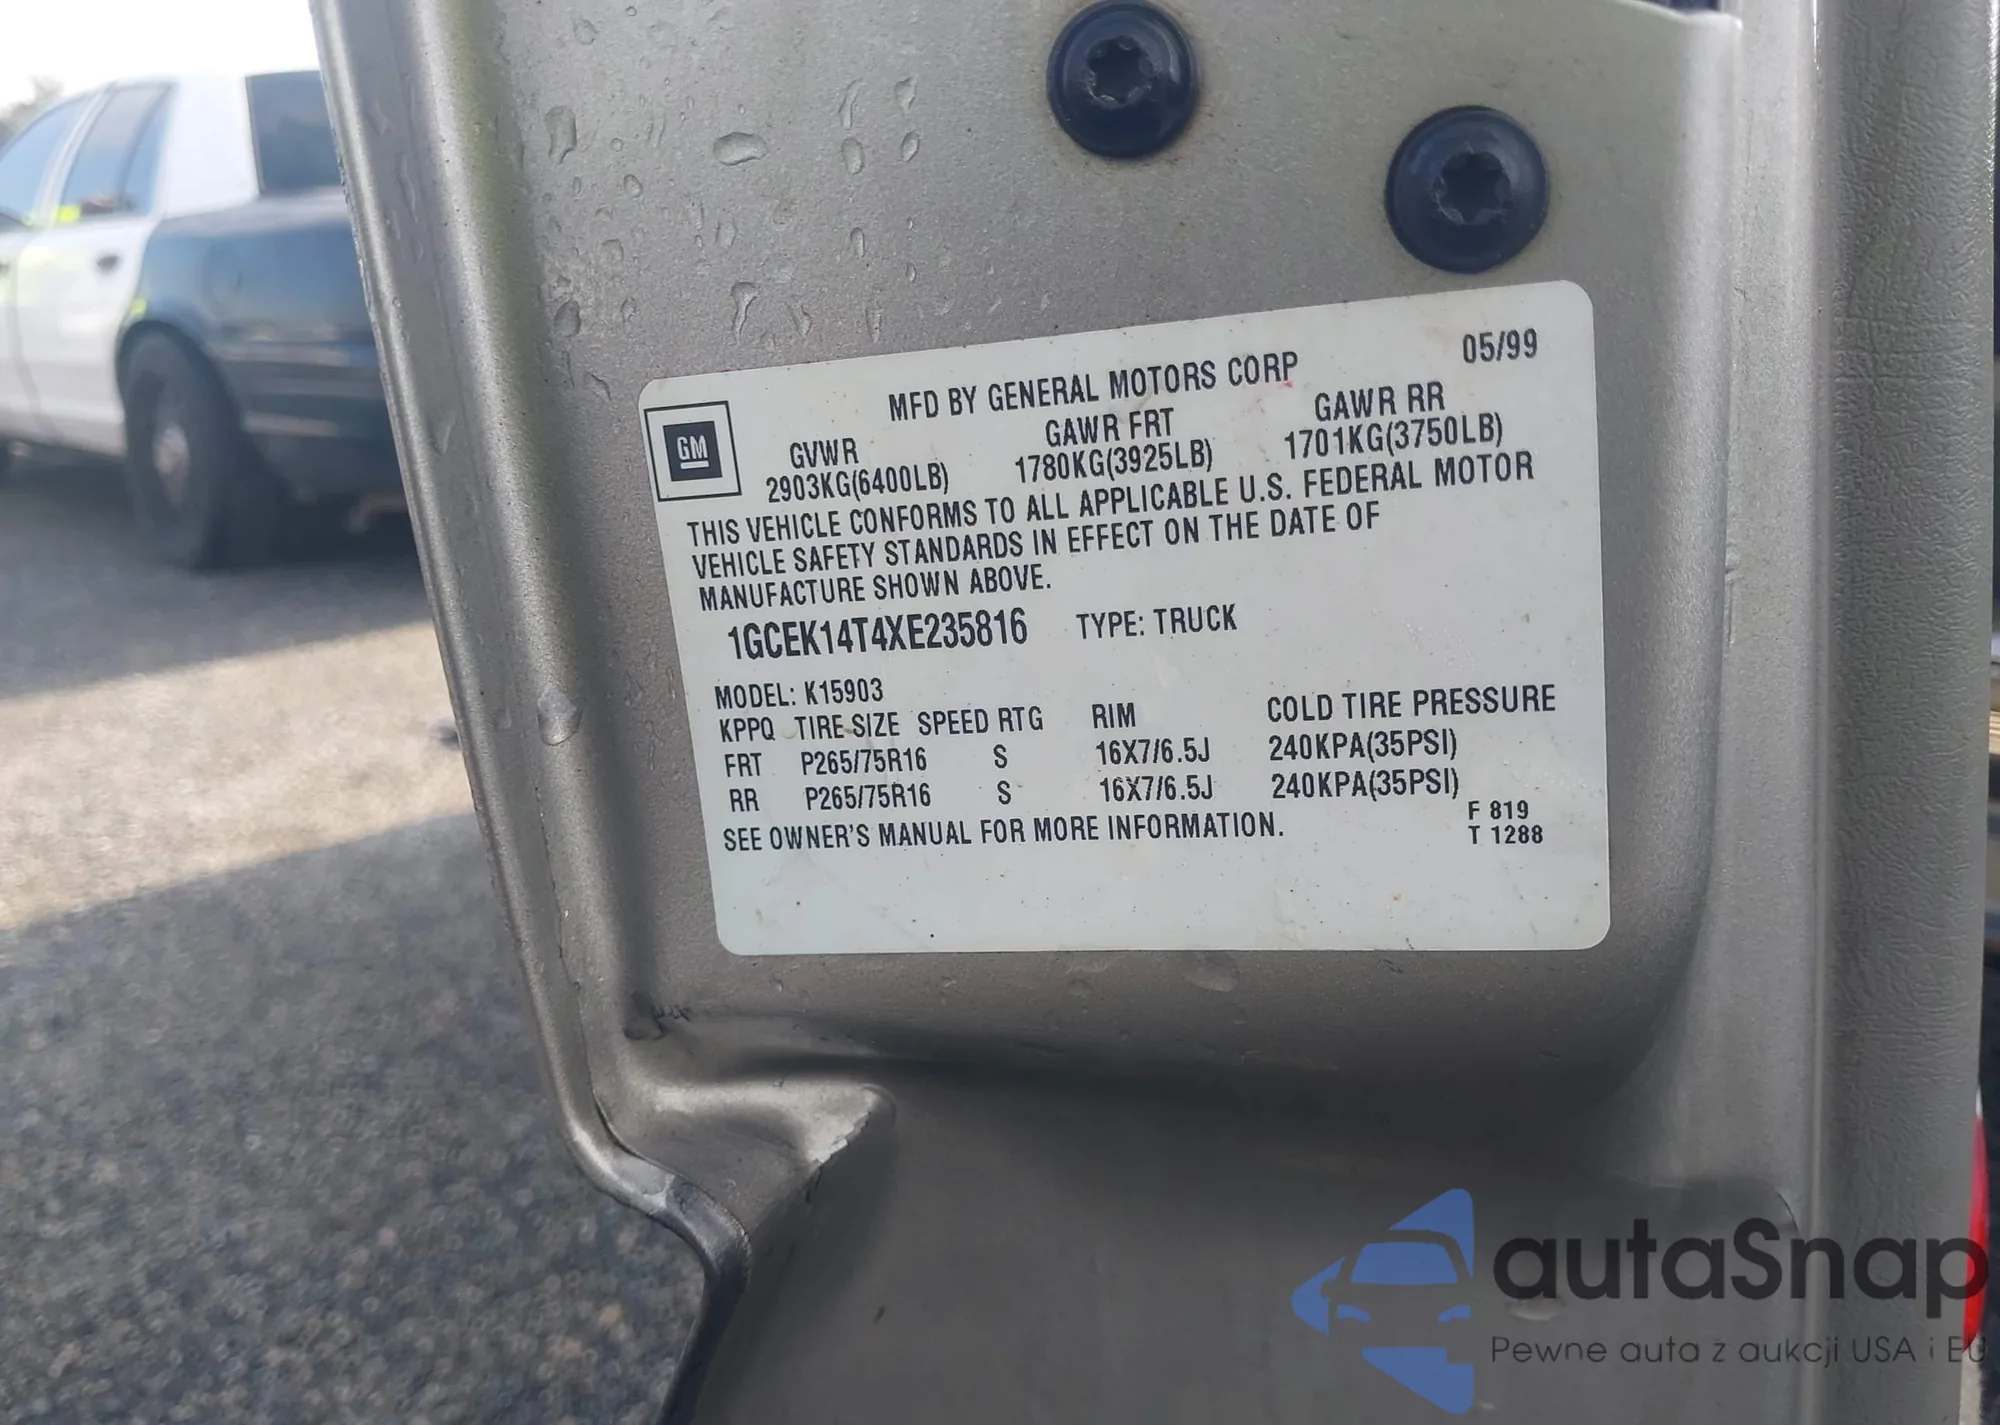 MFD BY GENERAL MOTORS CORP 05/99
GM
GVWR GAWR FRT GAWR RR
2903KG(6400LB) 1780KG(3925LB) 1701KG(3750LB)
THIS VEHICLE CONFORMS TO ALL APPLICABLE U.S. FEDERAL MOTOR
VEHICLE SAFETY STANDARDS IN EFFECT ON THE DATE OF
MANUFACTURE SHOWN ABOVE.
1GCEK14T4XE235816 TYPE: TRUCK
MODEL: K15903
KPPQ TIRE SIZE SPEED RTG RIM COLD TIRE PRESSURE
FRT P265/75R16 S 16X7/6.5J 240KPA(35PSI)
RR P265/75R16 S 16X7/6.5J 240KPA(35PSI)
SEE OWNER'S MANUAL FOR MORE INFORMATION.
F 819
T 1288
autaSnap
Pewne auta z aukcji USA i EU